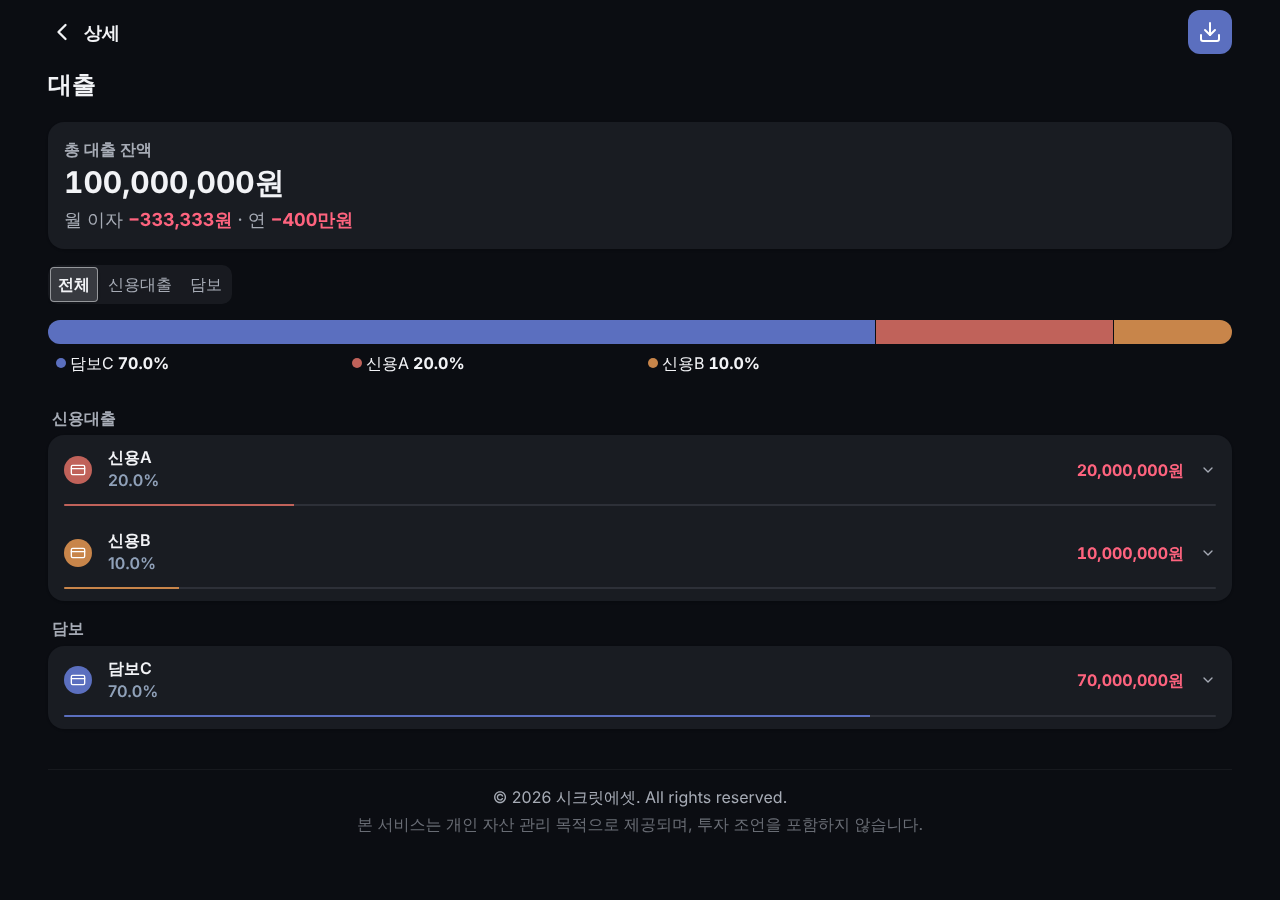 상세
대출
총 대출 잔액
100,000,000원
월 이자 −333,333원 · 연 −400만원
전체 신용대출 담보
담보C 70.0% 신용A 20.0% 신용B 10.0%
신용대출
신용A
20.0%
20,000,000원
신용B
10.0%
10,000,000원
담보
담보C
70.0%
70,000,000원
© 2026 시크릿에셋. All rights reserved.
본 서비스는 개인 자산 관리 목적으로 제공되며, 투자 조언을 포함하지 않습니다.